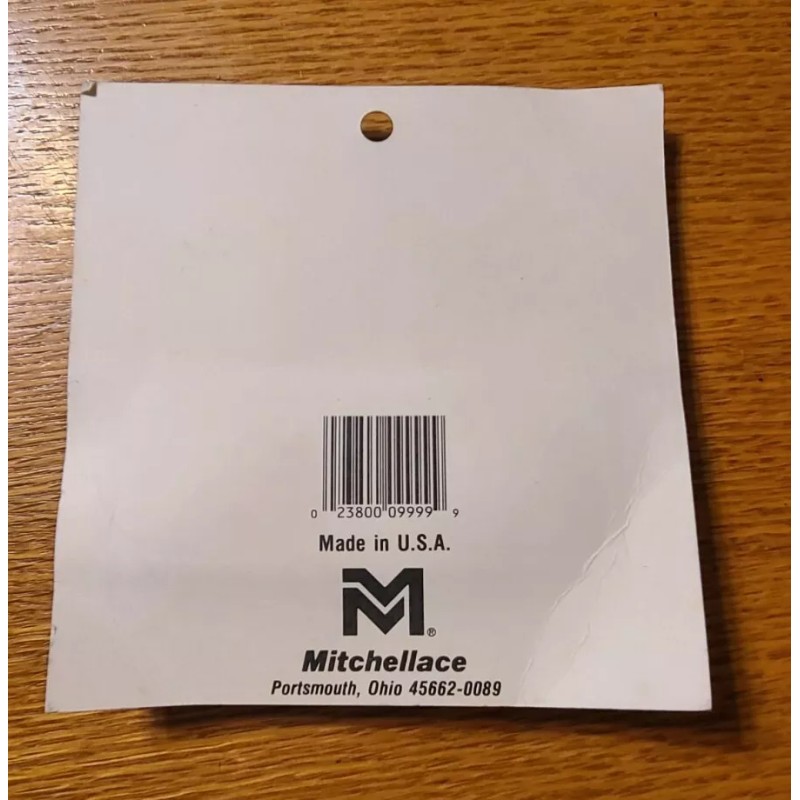 0 23800 09999 9
Made in U.S.A.
M®
Mitchellace
Portsmouth, Ohio 45662-0089